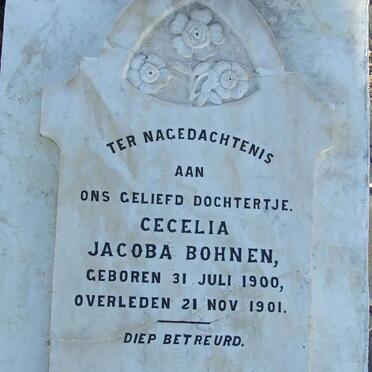 TER NAGEDACHTENIS
AAN
ONS GELIEFD DOCHTERTJE.
CECELIA
JACOBA BOHNEN,
GEBOREN 31 JULI 1900,
OVERLEDEN 21 NOV 1901.
DIEP BETREURD.